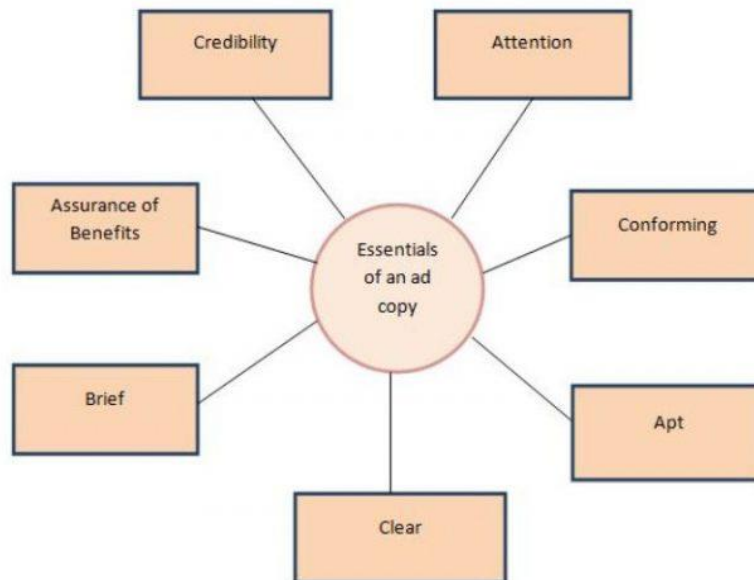 Credibility
Attention
Assurance of
Benefits
Essentials
of an ad
copy
Conforming
Brief
Apt
Clear